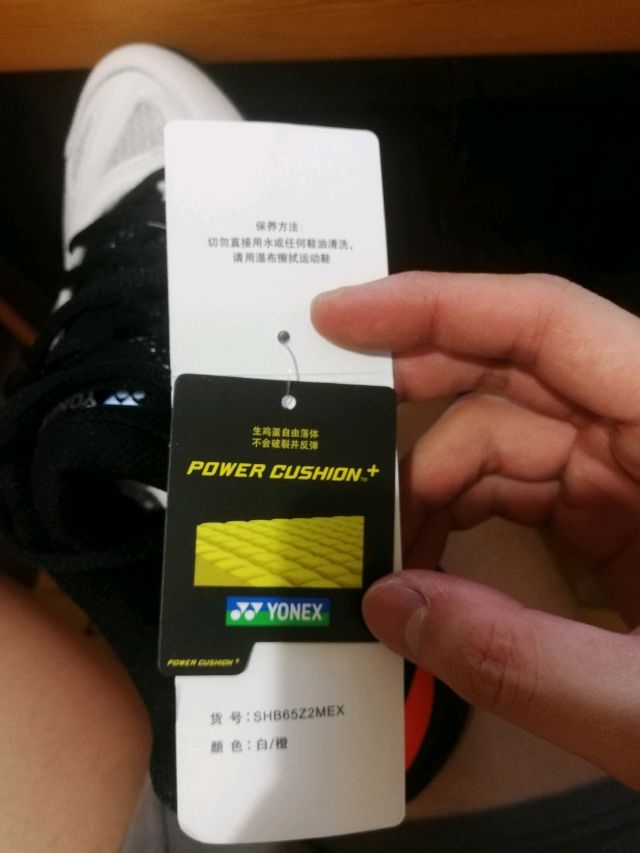 保养方法:
切勿直接用水或任何鞋油清洗,
请用湿布擦拭运动鞋
生鸡蛋自由落体
不会破裂并反弹
POWER CUSHION™+
YONEX
POWER CUSHION+
货 号:SHB65Z2MEX
颜 色:白/橙